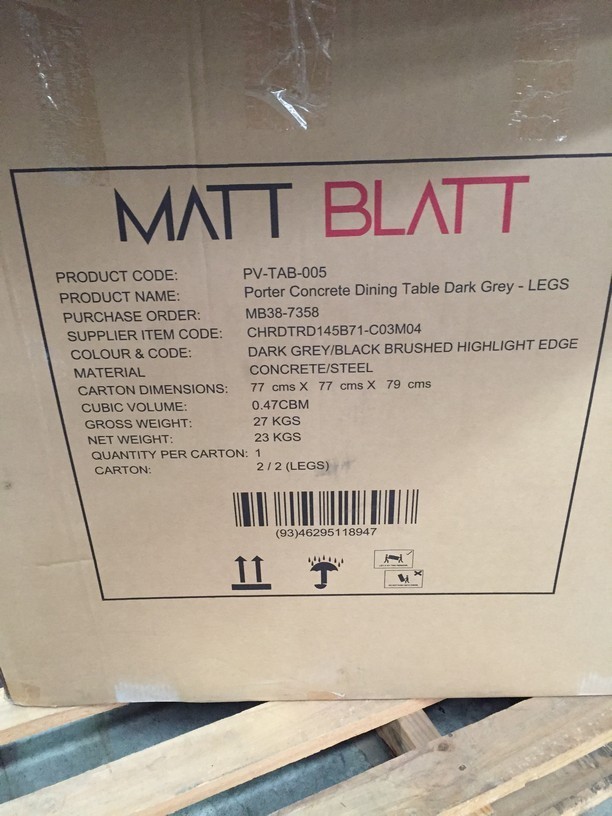 MATT BLATT
PRODUCT CODE: PV-TAB-005
PRODUCT NAME: Porter Concrete Dining Table Dark Grey - LEGS
PURCHASE ORDER: MB38-7358
SUPPLIER ITEM CODE: CHRDTRD145B71-C03M04
COLOUR & CODE: DARK GREY/BLACK BRUSHED HIGHLIGHT EDGE
MATERIAL CONCRETE/STEEL
CARTON DIMENSIONS: 77 cms X 77 cms X 79 cms
CUBIC VOLUME: 0.47CBM
GROSS WEIGHT: 27 KGS
NET WEIGHT: 23 KGS
QUANTITY PER CARTON: 1
CARTON: 2 / 2 (LEGS)
(93)46295118947